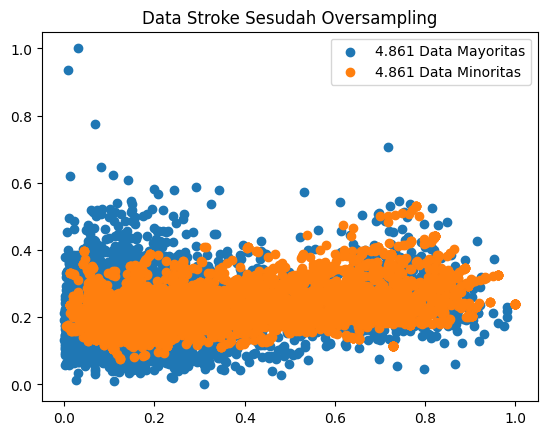 Data Stroke Sesudah Oversampling
4.861 Data Mayoritas
4.861 Data Minoritas
1.0
0.8
0.6
0.4
0.2
0.0
0.0 0.2 0.4 0.6 0.8 1.0